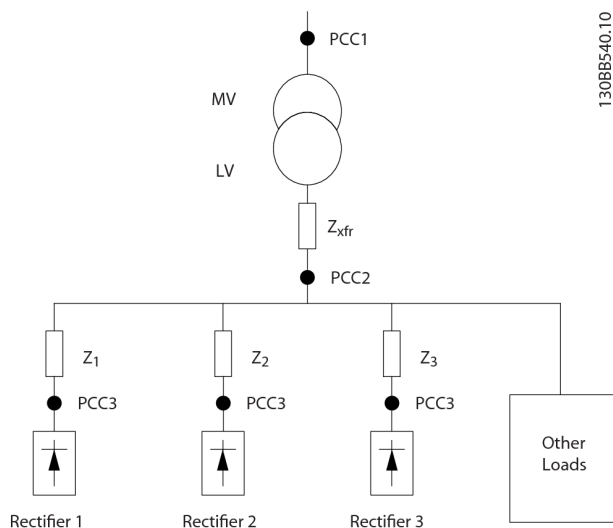 130BB540.10
PCC1
MV
LV
Zxfr
PCC2
Z1
Z2
Z3
PCC3
PCC3
PCC3
Other
Loads
Rectifier 1
Rectifier 2
Rectifier 3